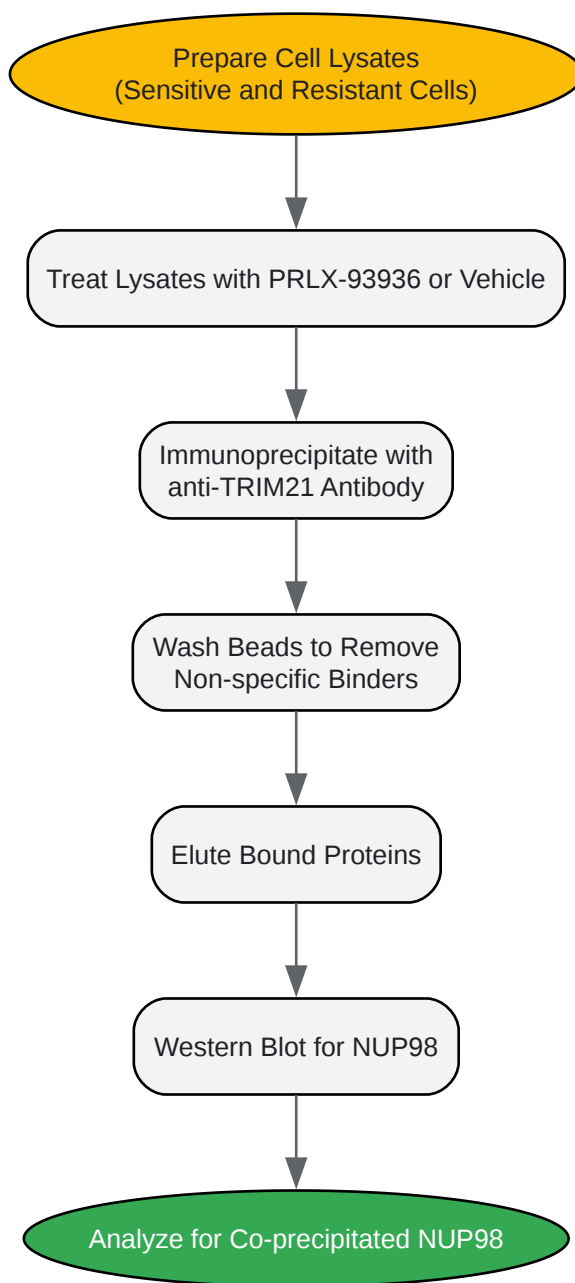 Prepare Cell Lysates
(Sensitive and Resistant Cells)
Treat Lysates with PRLX-93936 or Vehicle
Immunoprecipitate with
anti-TRIM21 Antibody
Wash Beads to Remove
Non-specific Binders
Elute Bound Proteins
Western Blot for NUP98
Analyze for Co-precipitated NUP98